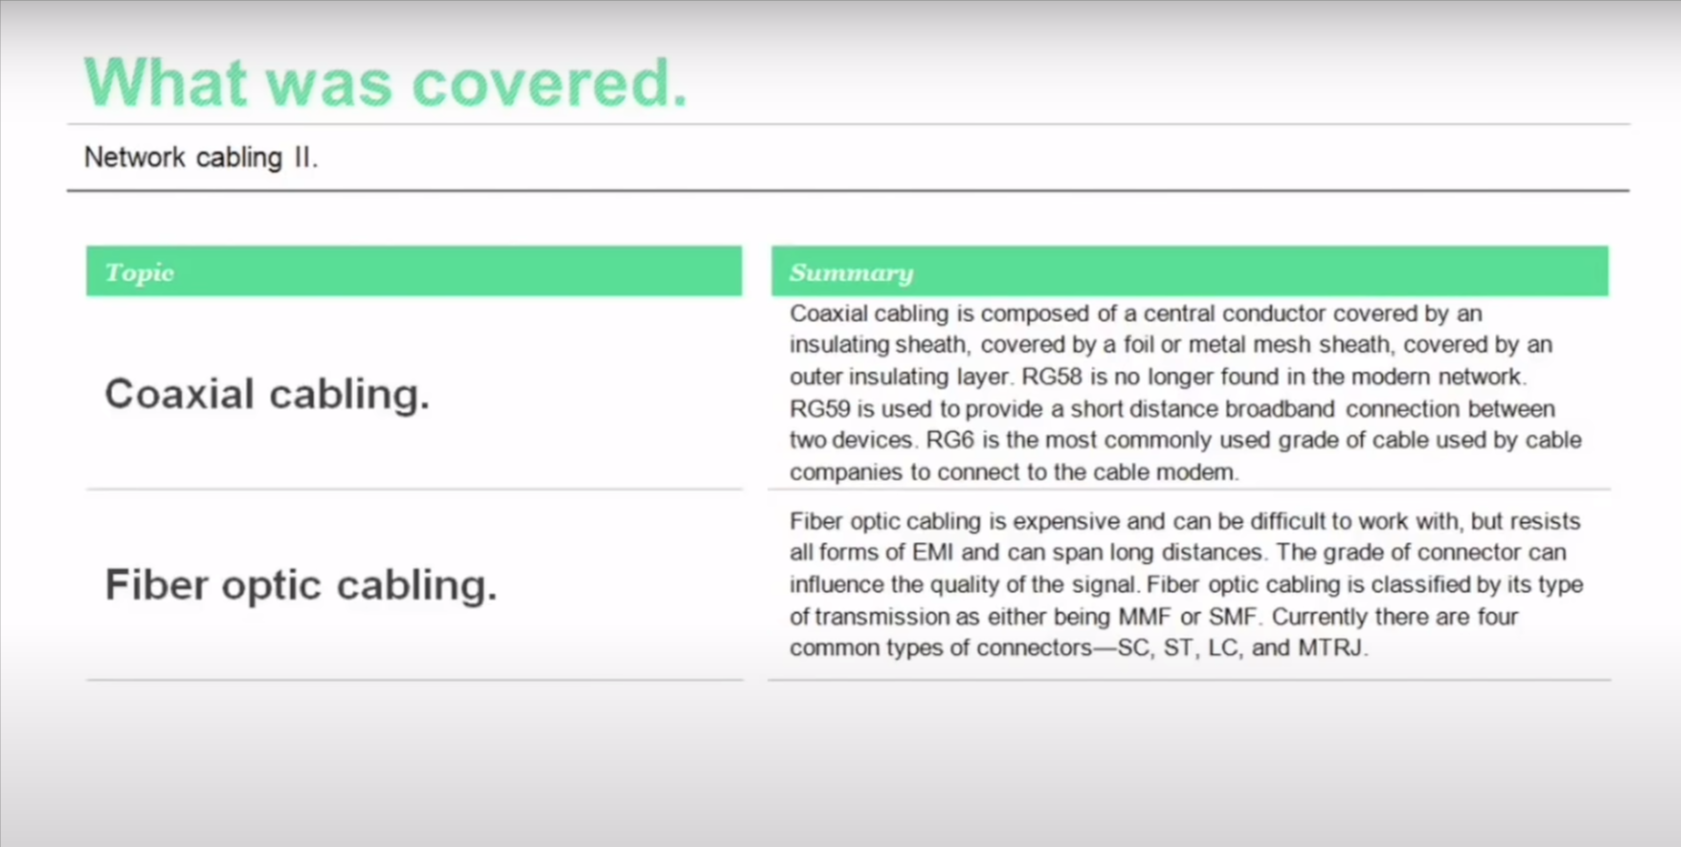 What was covered.
Network cabling II.
Topic
Summary
Coaxial cabling.
Coaxial cabling is composed of a central conductor covered by an
insulating sheath, covered by a foil or metal mesh sheath, covered by an
outer insulating layer. RG58 is no longer found in the modern network.
RG59 is used to provide a short distance broadband connection between
two devices. RG6 is the most commonly used grade of cable used by cable
companies to connect to the cable modem.
Fiber optic cabling.
Fiber optic cabling is expensive and can be difficult to work with, but resists
all forms of EMI and can span long distances. The grade of connector can
influence the quality of the signal. Fiber optic cabling is classified by its type
of transmission as either being MMF or SMF. Currently there are four
common types of connectors—SC, ST, LC, and MTRJ.